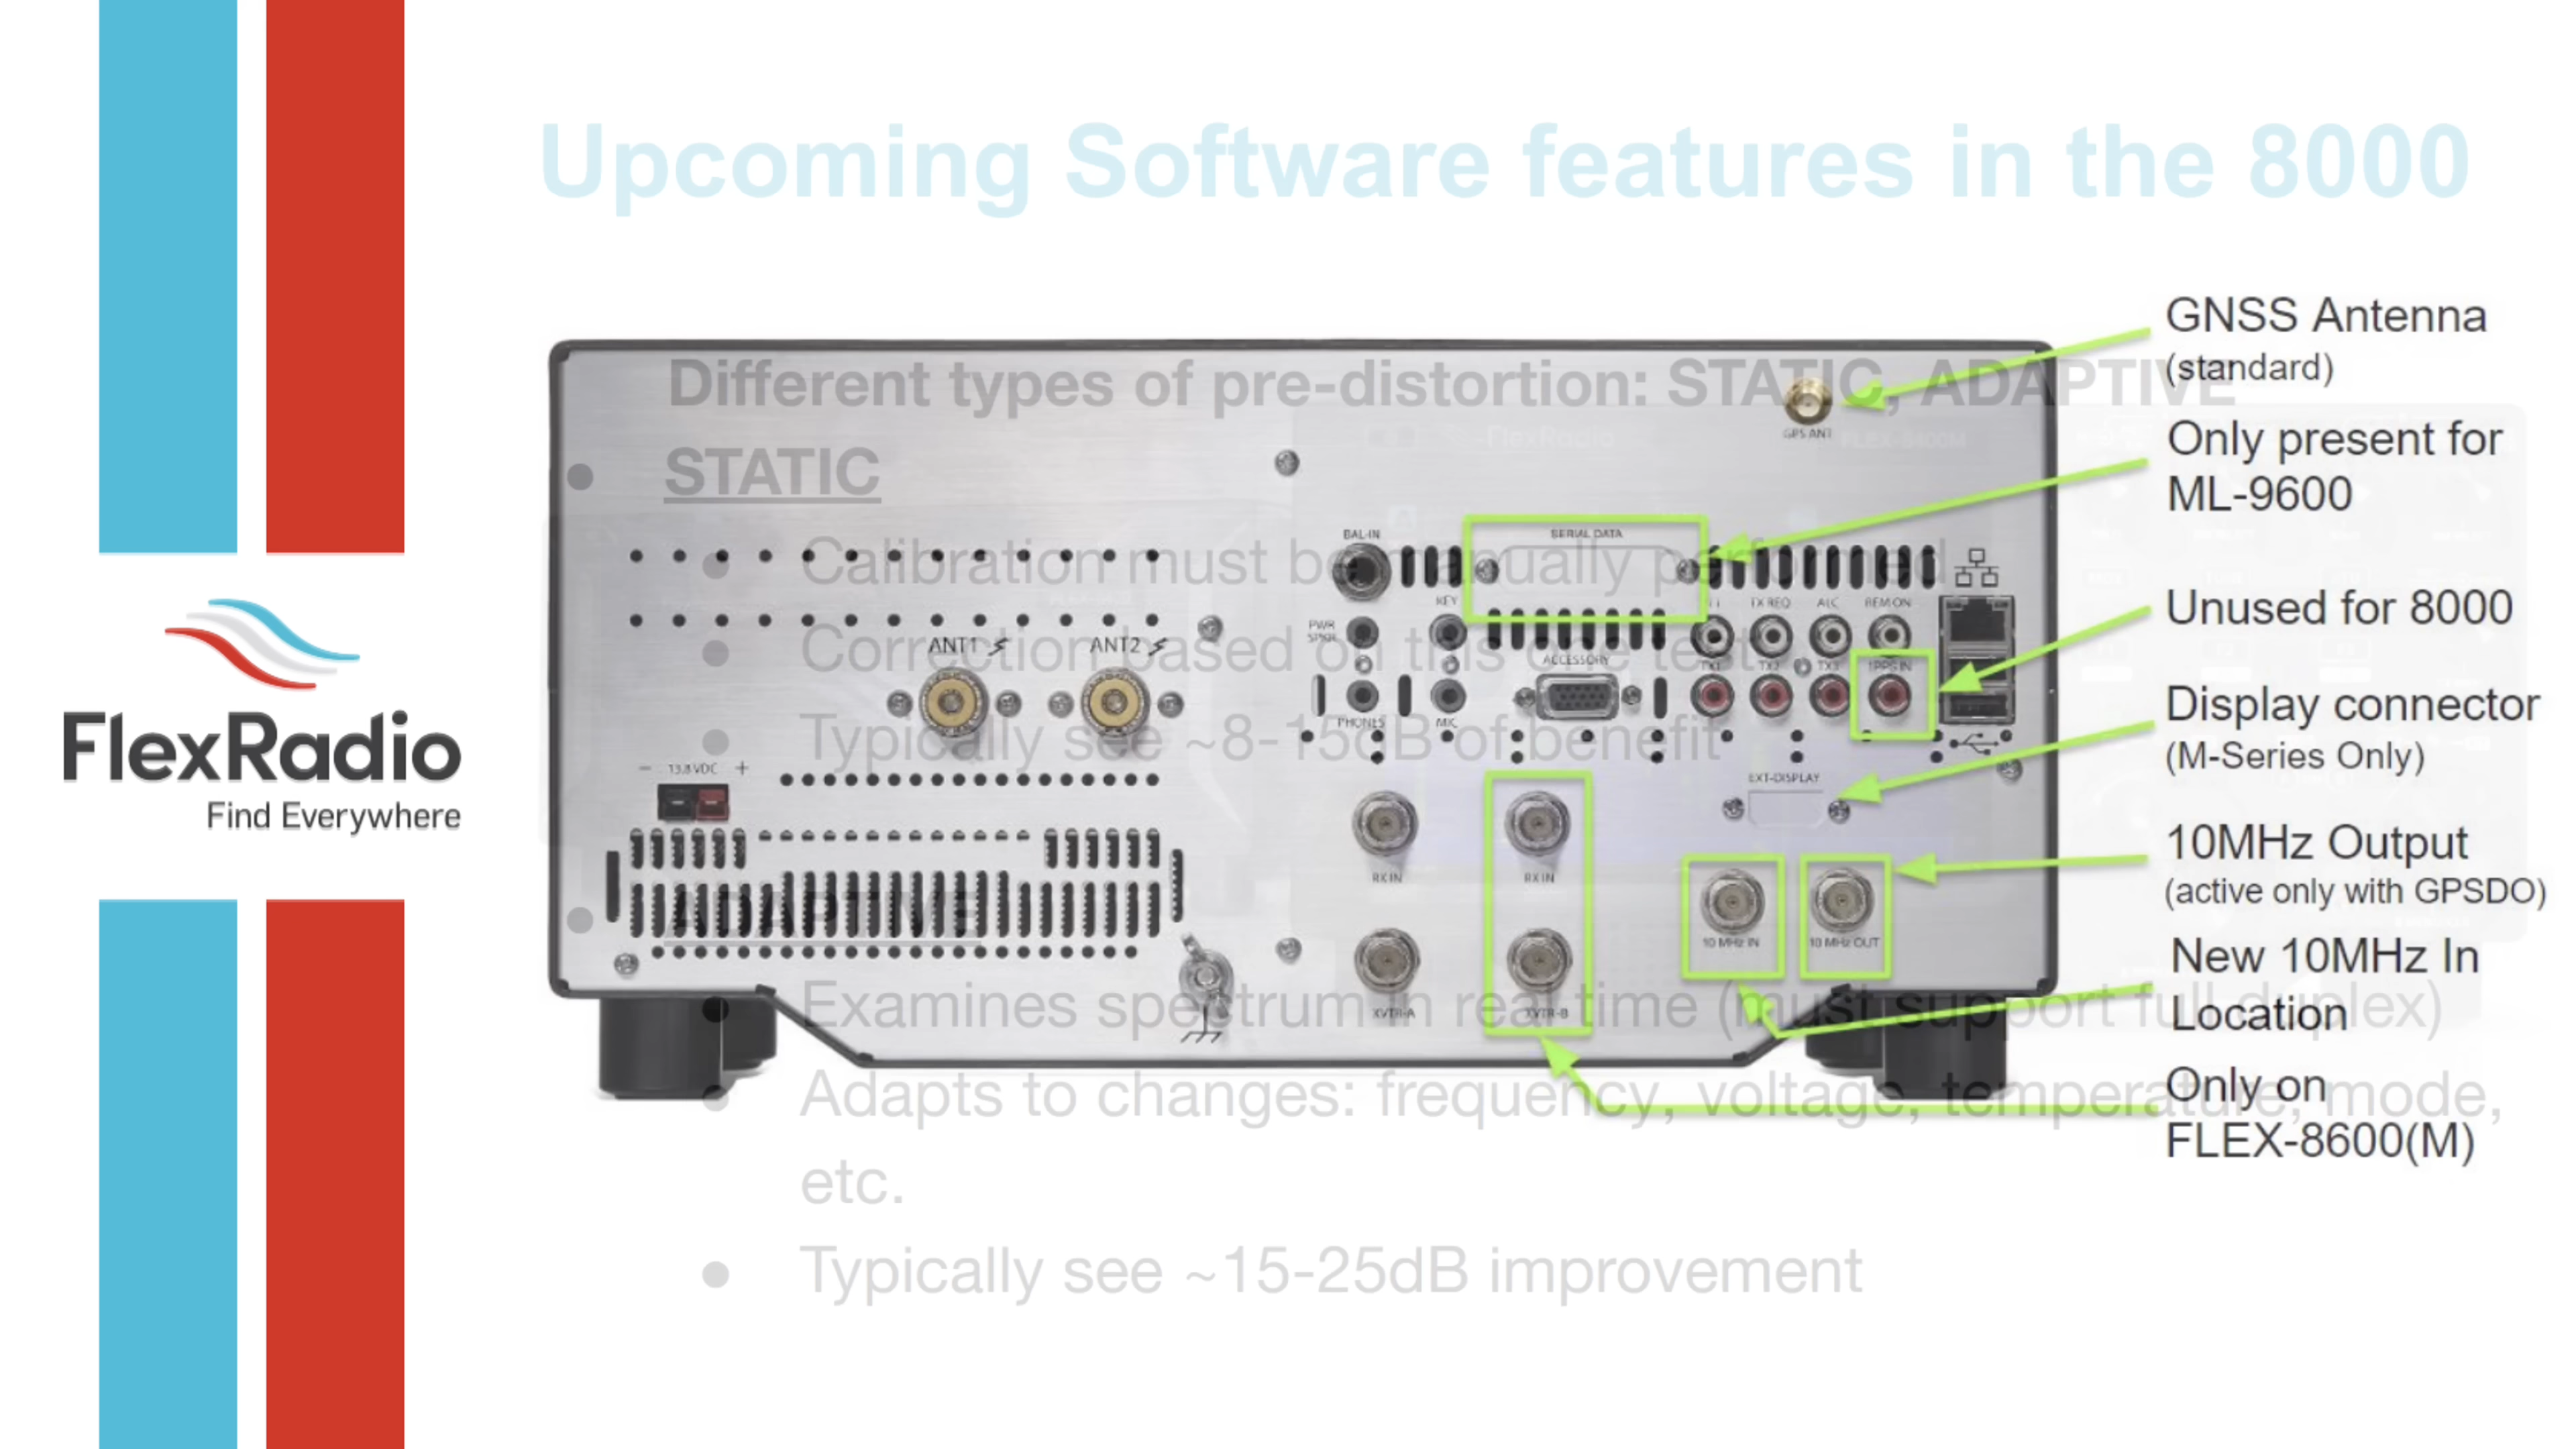 Upcoming Software features in the 8000
FlexRadio
Find Everywhere
Different types of pre-distortion: STATIC, ADAPTIVE
STATIC
Calibration must be manually performed
Correction based on this one test
Typically see ~8-15dB of benefit
ADAPTIVE
Examines spectrum in real-time (must support full duplex)
Adapts to changes: frequency, voltage, temperature, mode,
etc.
Typically see ~15-25dB improvement
GNSS Antenna
(standard)
Only present for
ML-9600
Unused for 8000
Display connector
(M-Series Only)
10MHz Output
(active only with GPSDO)
New 10MHz In
Location
Only on
FLEX-8600(M)
GPS ANT
BAL-IN
SERIAL DATA
KEY
TX REQ
ALC
REM ON
PWR
SPKR
ANT1
ANT2
ACCESSORY
TX1
TX2
TX3
1PPS IN
PHONES
MIC
- 13.8 VDC +
EXT-DISPLAY
RX IN
RX IN
10 MHz IN
10 MHz OUT
XVTR-A
XVTR-B